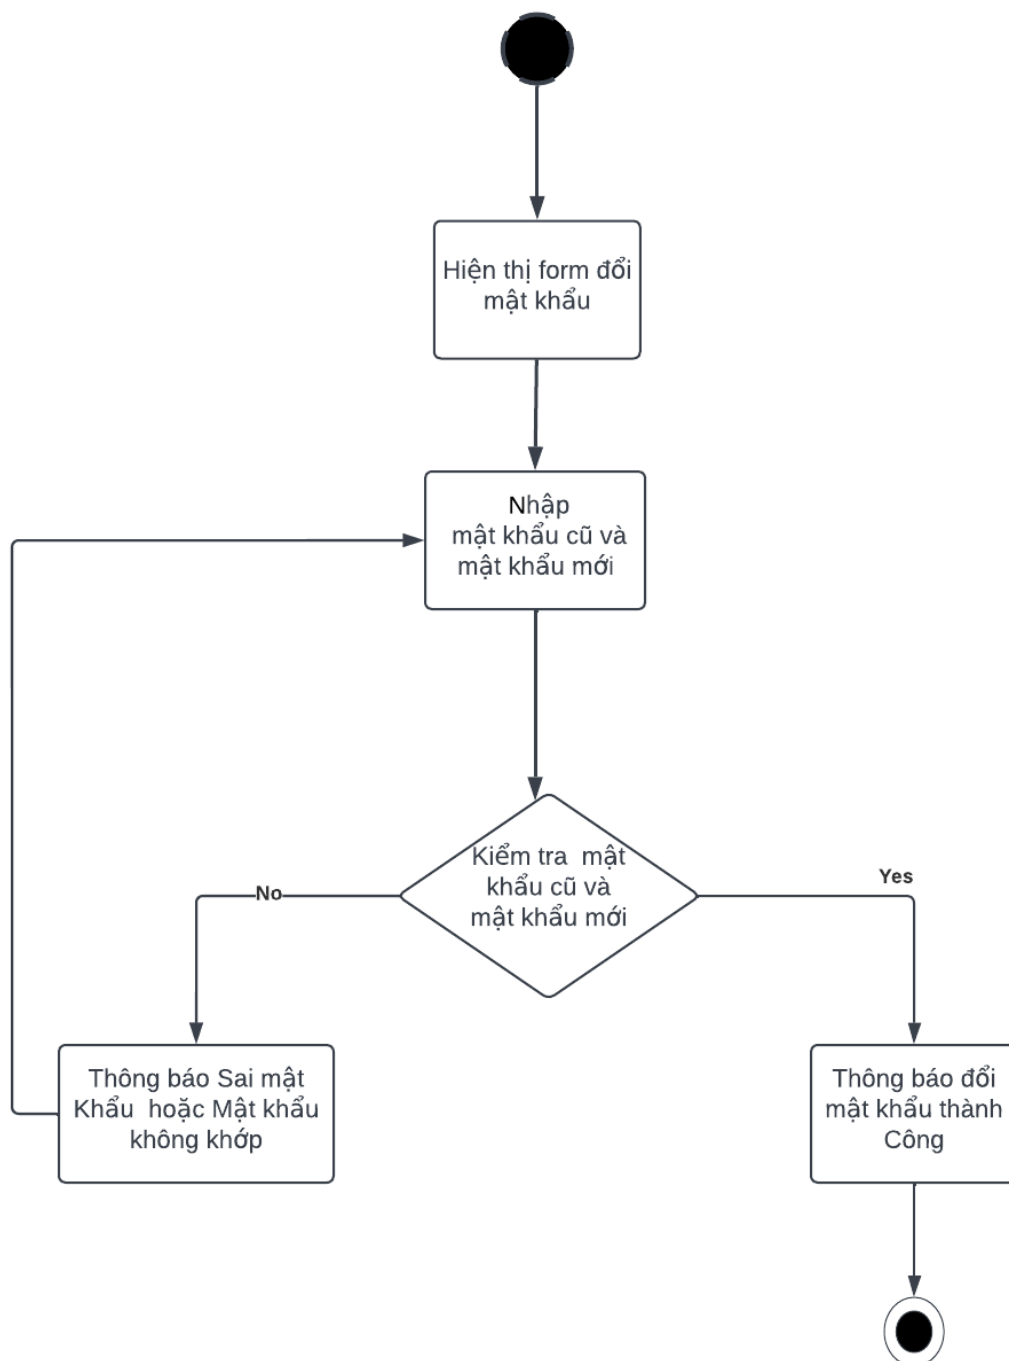 Hiện thị form đổi
mật khẩu
Nhập
mật khẩu cũ và
mật khẩu mới
Kiểm tra mật
khẩu cũ và
mật khẩu mới
No
Yes
Thông báo Sai mật
Khẩu hoặc Mật khẩu
không khớp
Thông báo đổi
mật khẩu thành
Công